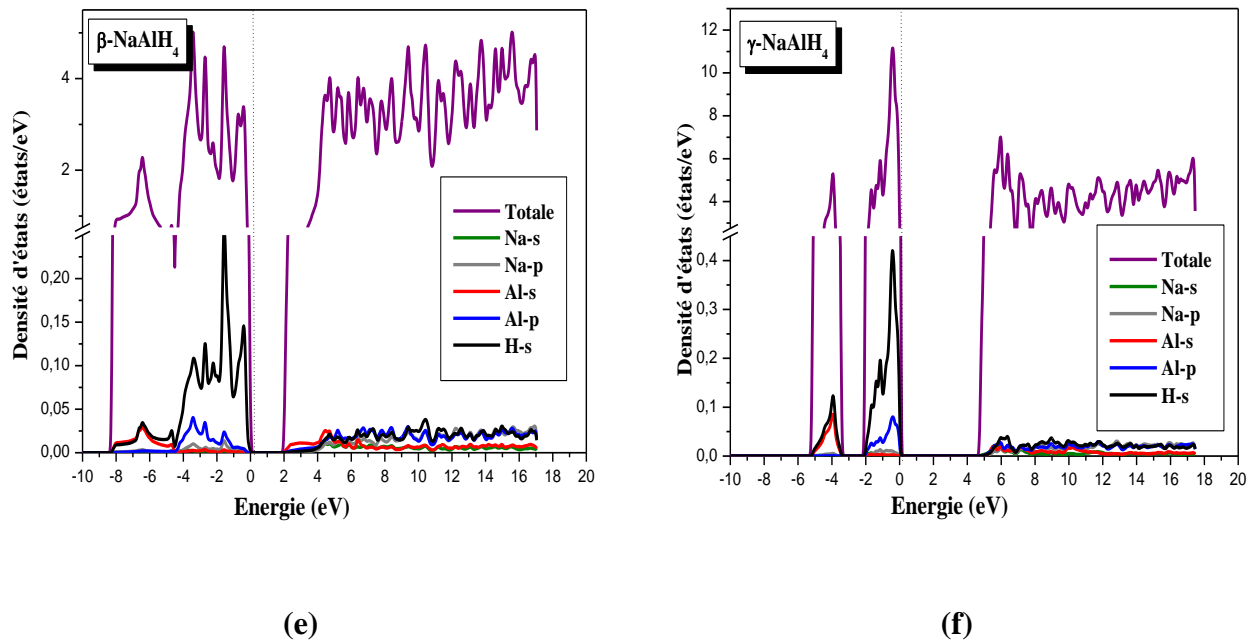 β-NaAlH4
Densité d'états (états/eV)
4
2
0,20
0,15
0,10
0,05
0,00
Totale
Na-s
Na-p
Al-s
Al-p
H-s
-10 -8 -6 -4 -2 0 2 4 6 8 10 12 14 16 18 20
Energie (eV)
(e)
γ-NaAlH4
Densité d'états (états/eV)
12
10
8
6
4
0,4
0,3
0,2
0,1
0,0
Totale
Na-s
Na-p
Al-s
Al-p
H-s
-10 -8 -6 -4 -2 0 2 4 6 8 10 12 14 16 18 20
Energie (eV)
(f)